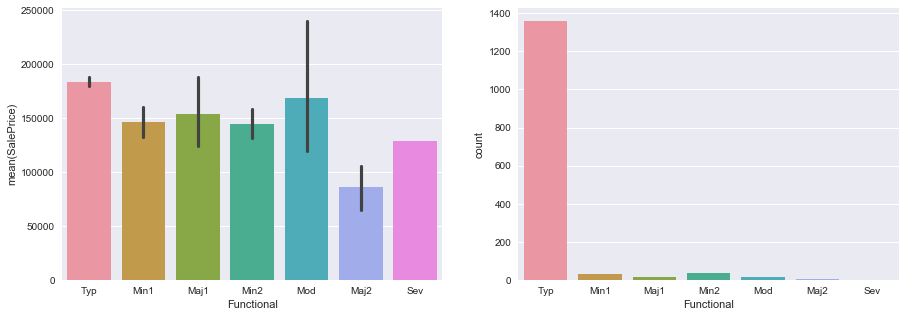 250000
200000
150000
100000
50000
0
mean(SalePrice)
Typ Min1 Maj1 Min2 Mod Maj2 Sev
Functional
1400
1200
1000
800
600
400
200
0
count
Typ Min1 Maj1 Min2 Mod Maj2 Sev
Functional